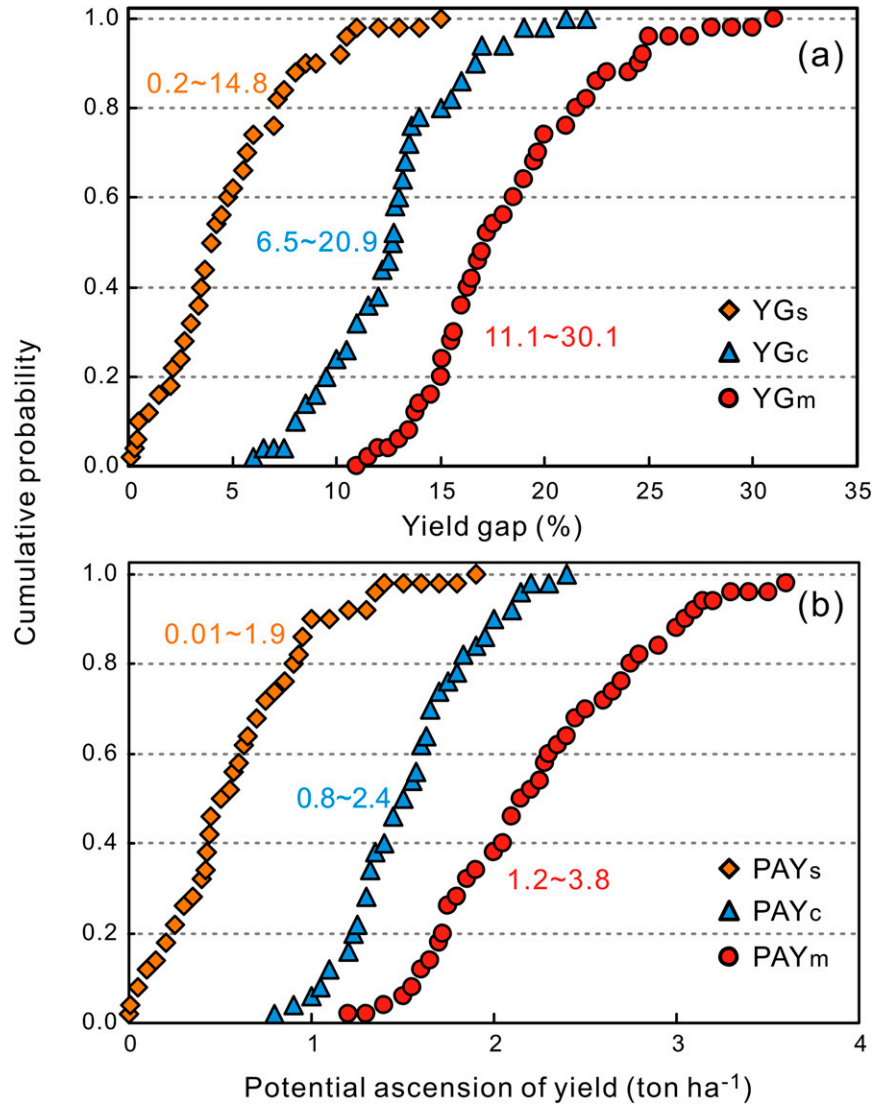 Cumulative probability
1.0
0.8
0.6
0.4
0.2
0.0
(a)
0.2~14.8
6.5~20.9
11.1~30.1
YGs
YGc
YGm
0 5 10 15 20 25 30 35
Yield gap (%)
1.0
0.8
0.6
0.4
0.2
0.0
(b)
0.01~1.9
0.8~2.4
1.2~3.8
PAYs
PAYc
PAYm
0 1 2 3 4
Potential ascension of yield (ton ha⁻¹)